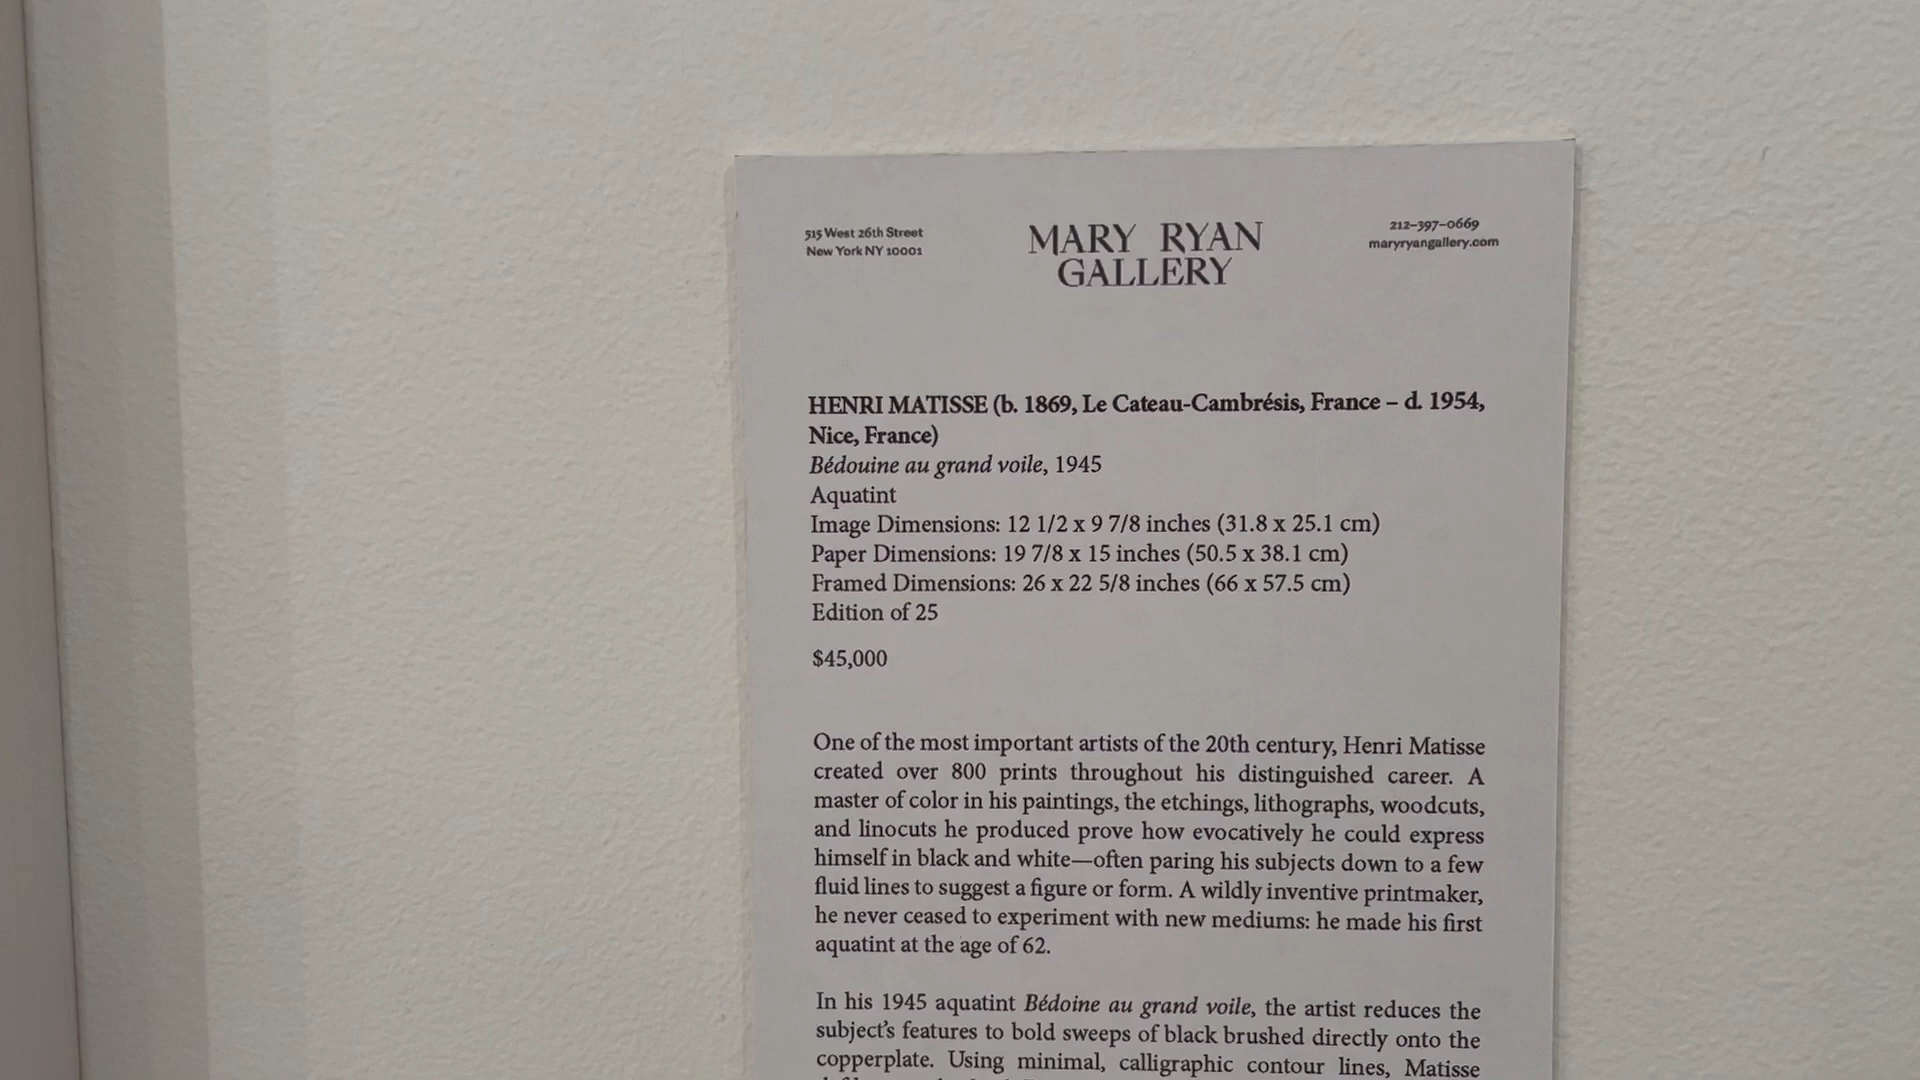 515 West 26th Street
New York NY 10001
MARY RYAN
GALLERY
212–397–0669
maryryangallery.com
HENRI MATISSE (b. 1869, Le Cateau-Cambrésis, France – d. 1954,
Nice, France)
Bédouine au grand voile, 1945
Aquatint
Image Dimensions: 12 1/2 x 9 7/8 inches (31.8 x 25.1 cm)
Paper Dimensions: 19 7/8 x 15 inches (50.5 x 38.1 cm)
Framed Dimensions: 26 x 22 5/8 inches (66 x 57.5 cm)
Edition of 25
$45,000
One of the most important artists of the 20th century, Henri Matisse
created over 800 prints throughout his distinguished career. A
master of color in his paintings, the etchings, lithographs, woodcuts,
and linocuts he produced prove how evocatively he could express
himself in black and white—often paring his subjects down to a few
fluid lines to suggest a figure or form. A wildly inventive printmaker,
he never ceased to experiment with new mediums: he made his first
aquatint at the age of 62.
In his 1945 aquatint Bédoine au grand voile, the artist reduces the
subject's features to bold sweeps of black brushed directly onto the
copperplate. Using minimal, calligraphic contour lines, Matisse